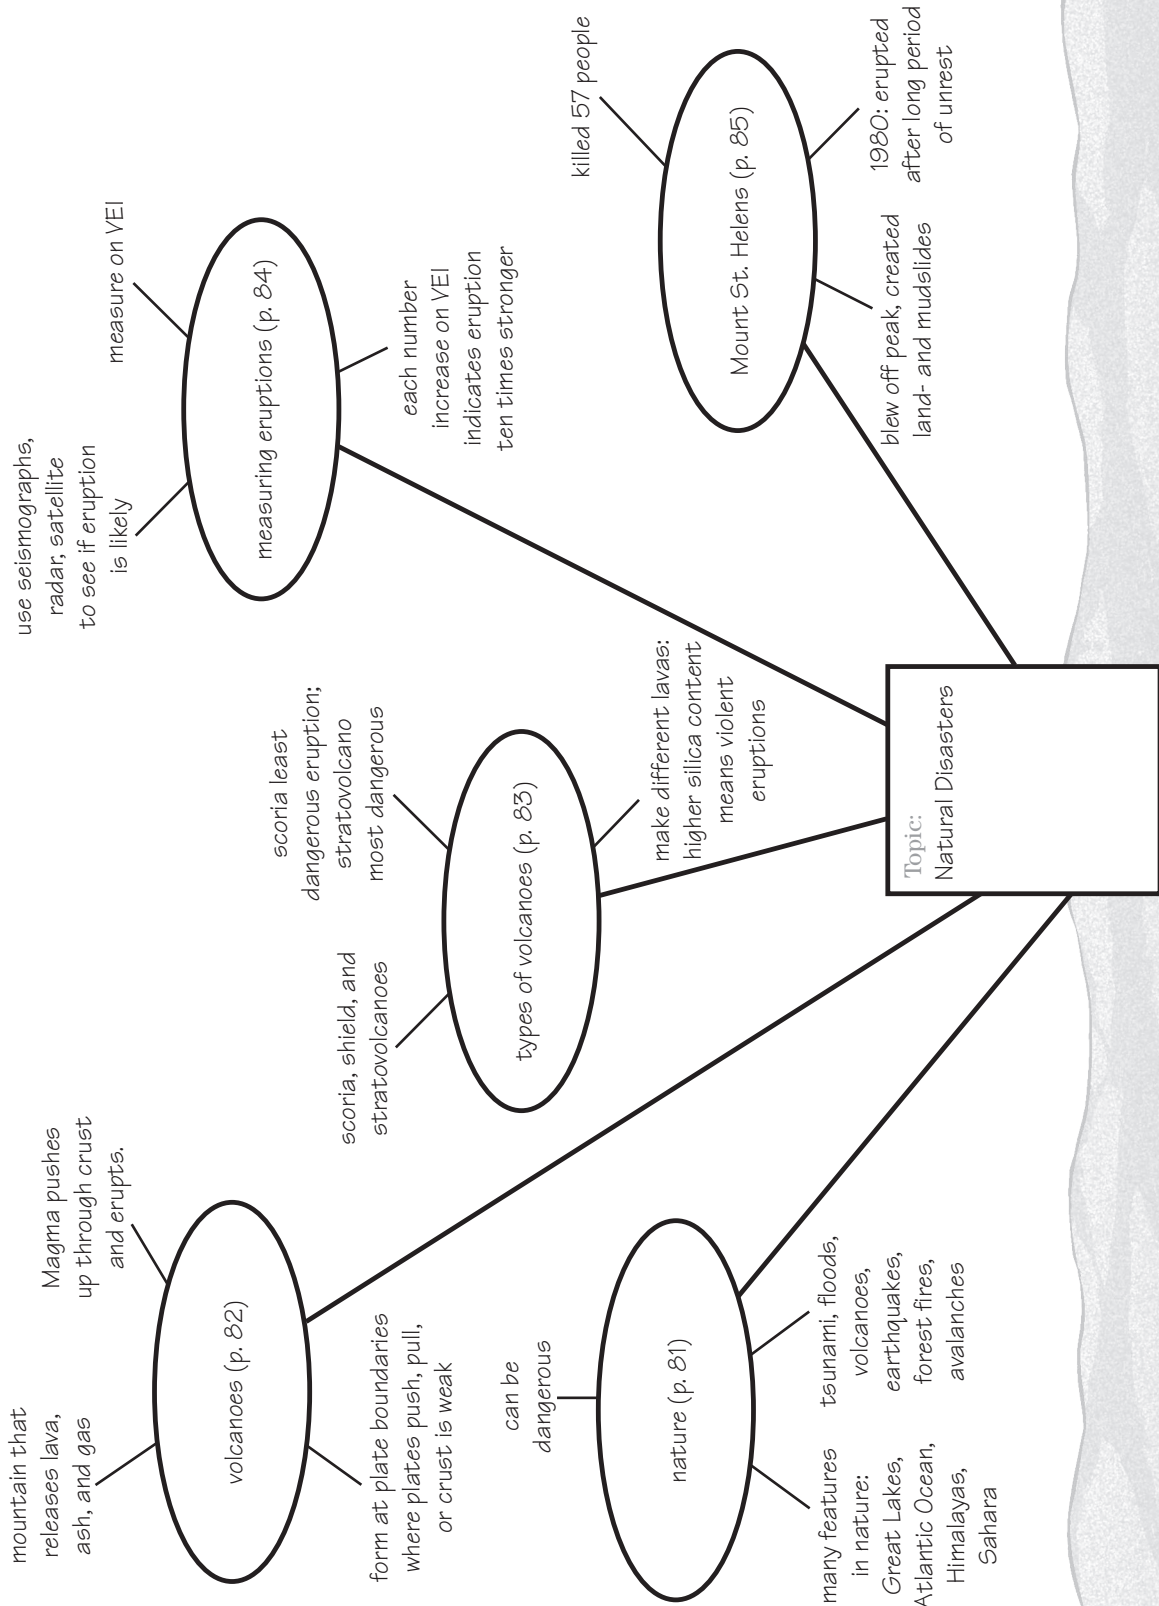 nature (p. 81)
can be
dangerous
many features
in nature:
Great Lakes,
Atlantic Ocean,
Himalayas,
Sahara
tsunami, floods,
volcanoes,
earthquakes,
forest fires,
avalanches
volcanoes (p. 82)
mountain that
releases lava,
ash, and gas
Magma pushes
up through crust
and erupts.
form at plate boundaries
where plates push, pull,
or crust is weak
types of volcanoes (p. 83)
scoria, shield, and
stratovolcanoes
scoria least
dangerous eruption;
stratovolcano
most dangerous
make different lavas:
higher silica content
means violent
eruptions
measuring eruptions (p. 84)
use seismographs,
radar, satellite
to see if eruption
is likely
measure on VEI
each number
increase on VEI
indicates eruption
ten times stronger
Mount St. Helens (p. 85)
killed 57 people
blew off peak, created
land- and mudslides
1980: erupted
after long period
of unrest
Topic:
Natural Disasters